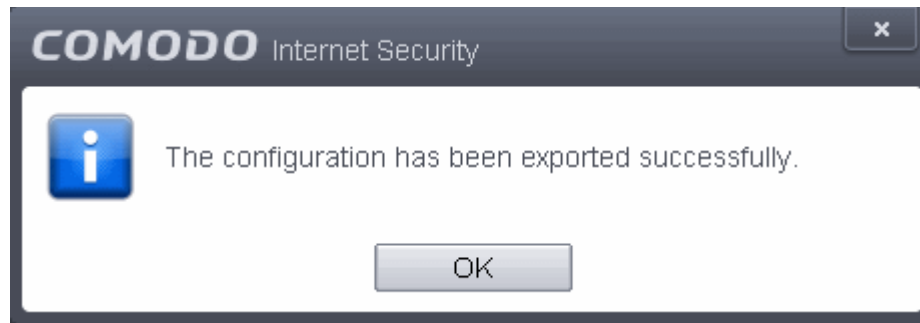 COMODO Internet Security
The configuration has been exported successfully.
OK